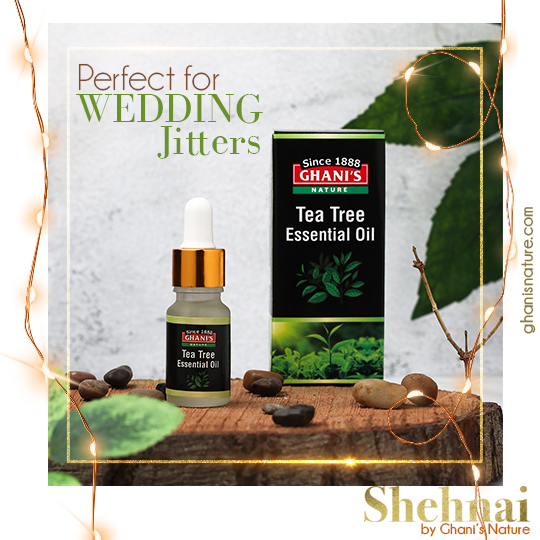 Perfect for
WEDDING
Jitters
Since 1888
GHANI'S
NATURE
Tea Tree
Essential Oil
Since 1888
GHANI'S
NATURE
Tea Tree
Essential Oil
ghanisnature.com
Shehnai
by Ghani's Nature